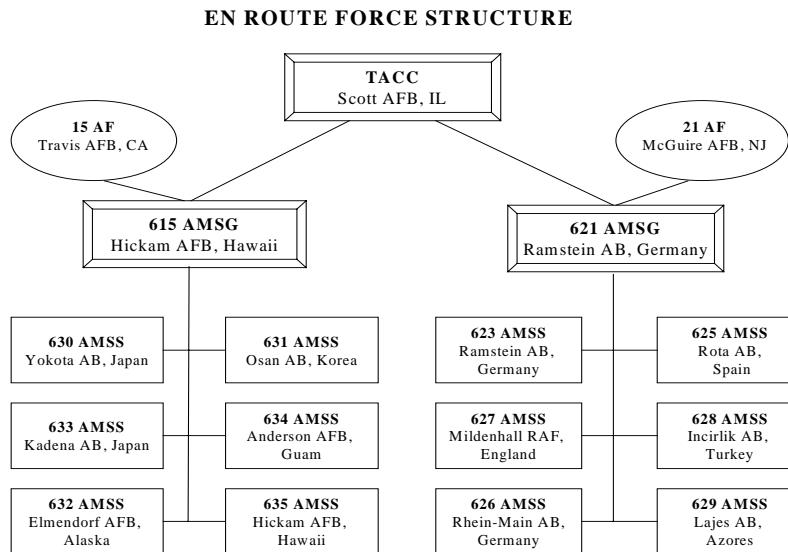 EN ROUTE FORCE STRUCTURE
TACC
Scott AFB, IL
15 AF
Travis AFB, CA
21 AF
McGuire AFB, NJ
615 AMSG
Hickam AFB, Hawaii
621 AMSG
Ramstein AB, Germany
630 AMSS
Yokota AB, Japan
631 AMSS
Osan AB, Korea
623 AMSS
Ramstein AB,
Germany
625 AMSS
Rota AB,
Spain
633 AMSS
Kadena AB, Japan
634 AMSS
Anderson AFB,
Guam
627 AMSS
Mildenhall RAF,
England
628 AMSS
Incirlik AB,
Turkey
632 AMSS
Elmendorf AFB,
Alaska
635 AMSS
Hickam AFB,
Hawaii
626 AMSS
Rhein-Main AB,
Germany
629 AMSS
Lajes AB,
Azores